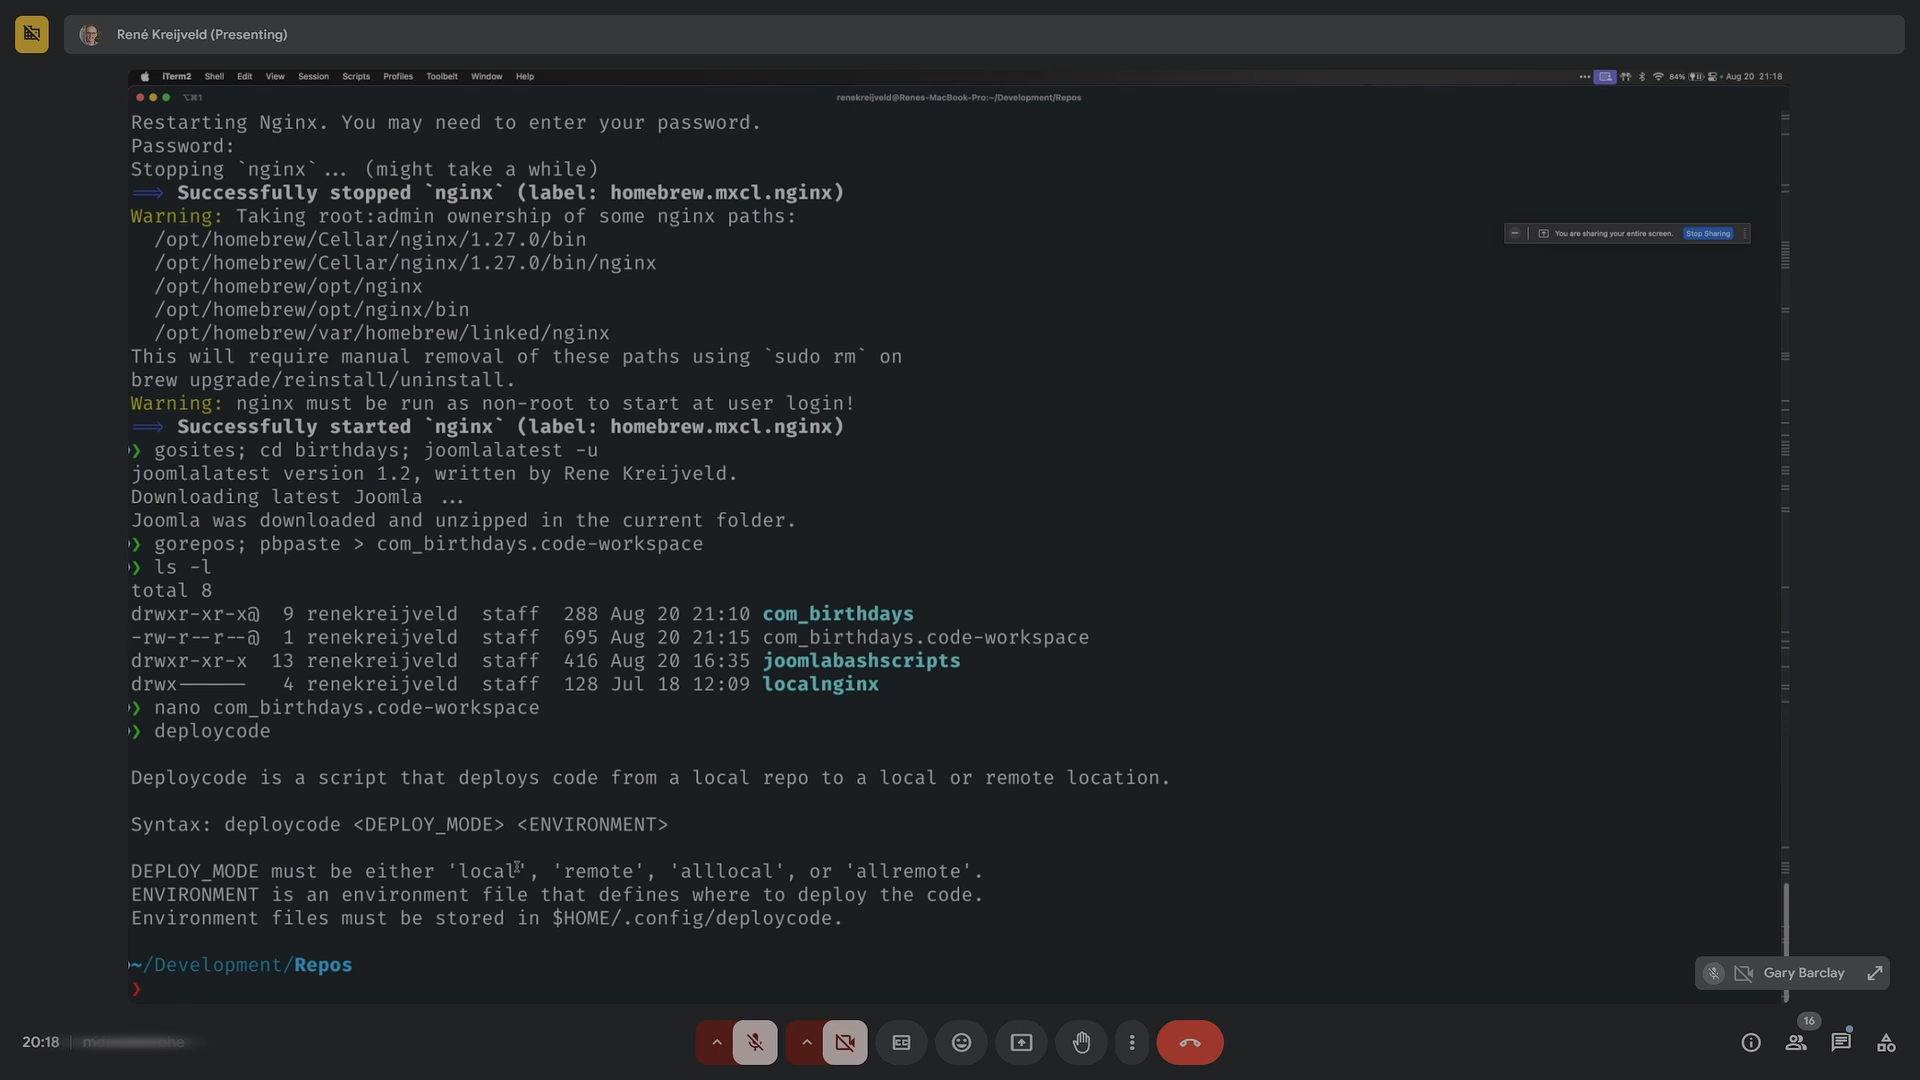 René Kreijveld (Presenting)
iTerm2 Shell Edit View Session Scripts Profiles Toolbelt Window Help
84% Aug 20 21:18
⌥⌘1
renekreijveld@Renes-MacBook-Pro:~/Development/Repos
Restarting Nginx. You may need to enter your password.
Password:
Stopping `nginx`... (might take a while)
==> Successfully stopped `nginx` (label: homebrew.mxcl.nginx)
Warning: Taking root:admin ownership of some nginx paths:
/opt/homebrew/Cellar/nginx/1.27.0/bin
/opt/homebrew/Cellar/nginx/1.27.0/bin/nginx
/opt/homebrew/opt/nginx
/opt/homebrew/opt/nginx/bin
/opt/homebrew/var/homebrew/linked/nginx
This will require manual removal of these paths using `sudo rm` on
brew upgrade/reinstall/uninstall.
Warning: nginx must be run as non-root to start at user login!
==> Successfully started `nginx` (label: homebrew.mxcl.nginx)
❯ gosites; cd birthdays; joomlalatest -u
joomlalatest version 1.2, written by Rene Kreijveld.
Downloading latest Joomla ...
Joomla was downloaded and unzipped in the current folder.
❯ gorepos; pbpaste > com_birthdays.code-workspace
❯ ls -l
total 8
drwxr-xr-x@ 9 renekreijveld staff 288 Aug 20 21:10 com_birthdays
-rw-r--r--@ 1 renekreijveld staff 695 Aug 20 21:15 com_birthdays.code-workspace
drwxr-xr-x 13 renekreijveld staff 416 Aug 20 16:35 joomlabashscripts
drwx------ 4 renekreijveld staff 128 Jul 18 12:09 localnginx
❯ nano com_birthdays.code-workspace
❯ deploycode
Deploycode is a script that deploys code from a local repo to a local or remote location.
Syntax: deploycode <DEPLOY_MODE> <ENVIRONMENT>
DEPLOY_MODE must be either 'local', 'remote', 'alllocal', or 'allremote'.
ENVIRONMENT is an environment file that defines where to deploy the code.
Environment files must be stored in $HOME/.config/deploycode.
~/Development/Repos
❯
You are sharing your entire screen. Stop Sharing
Gary Barclay
20:18
16